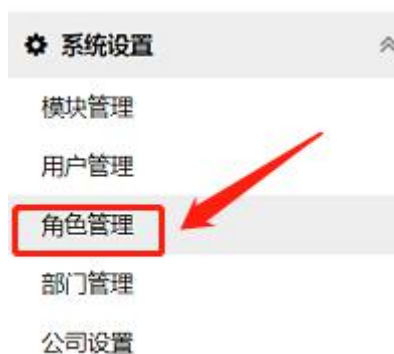 系统设置
模块管理
用户管理
角色管理
部门管理
公司设置